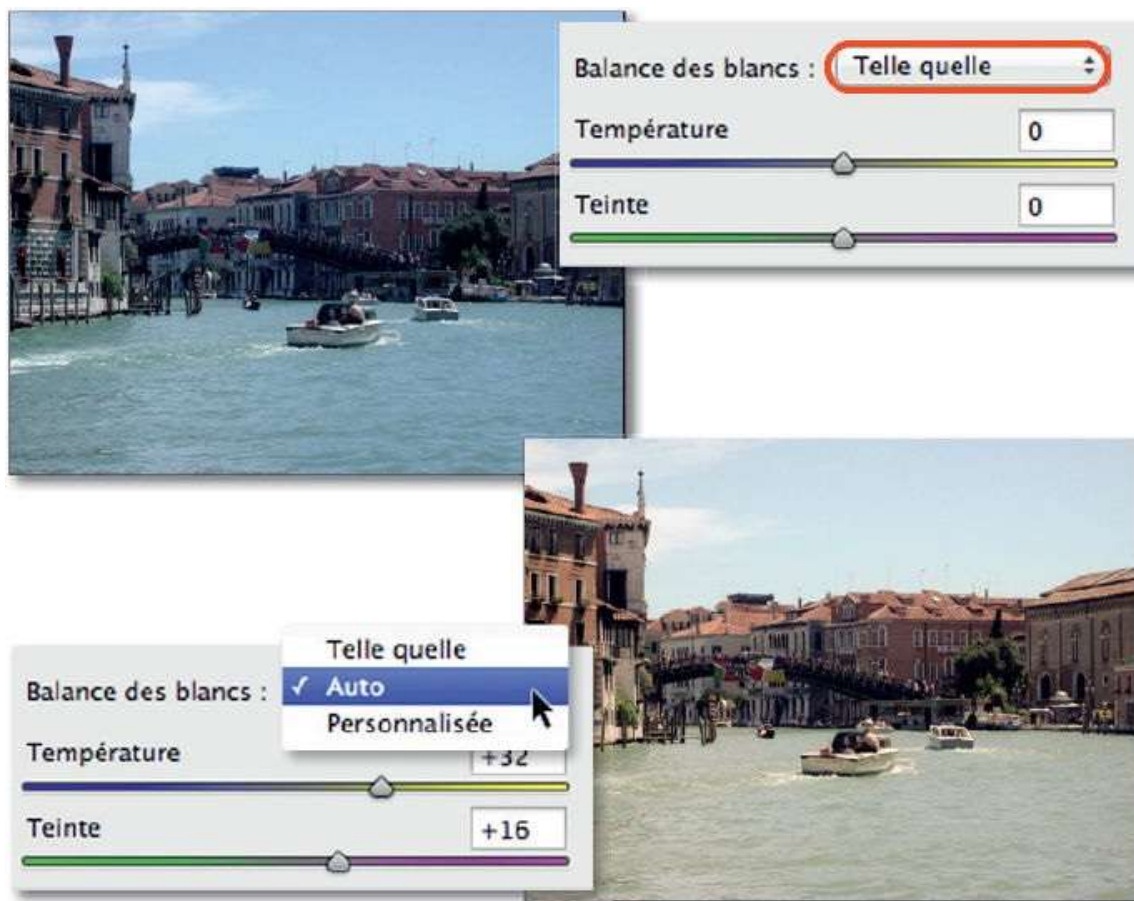 Balance des blancs : Telle quelle
Température 0
Teinte 0
Telle quelle
Balance des blancs : ✓ Auto
Personnalisée
Température +32
Teinte +16